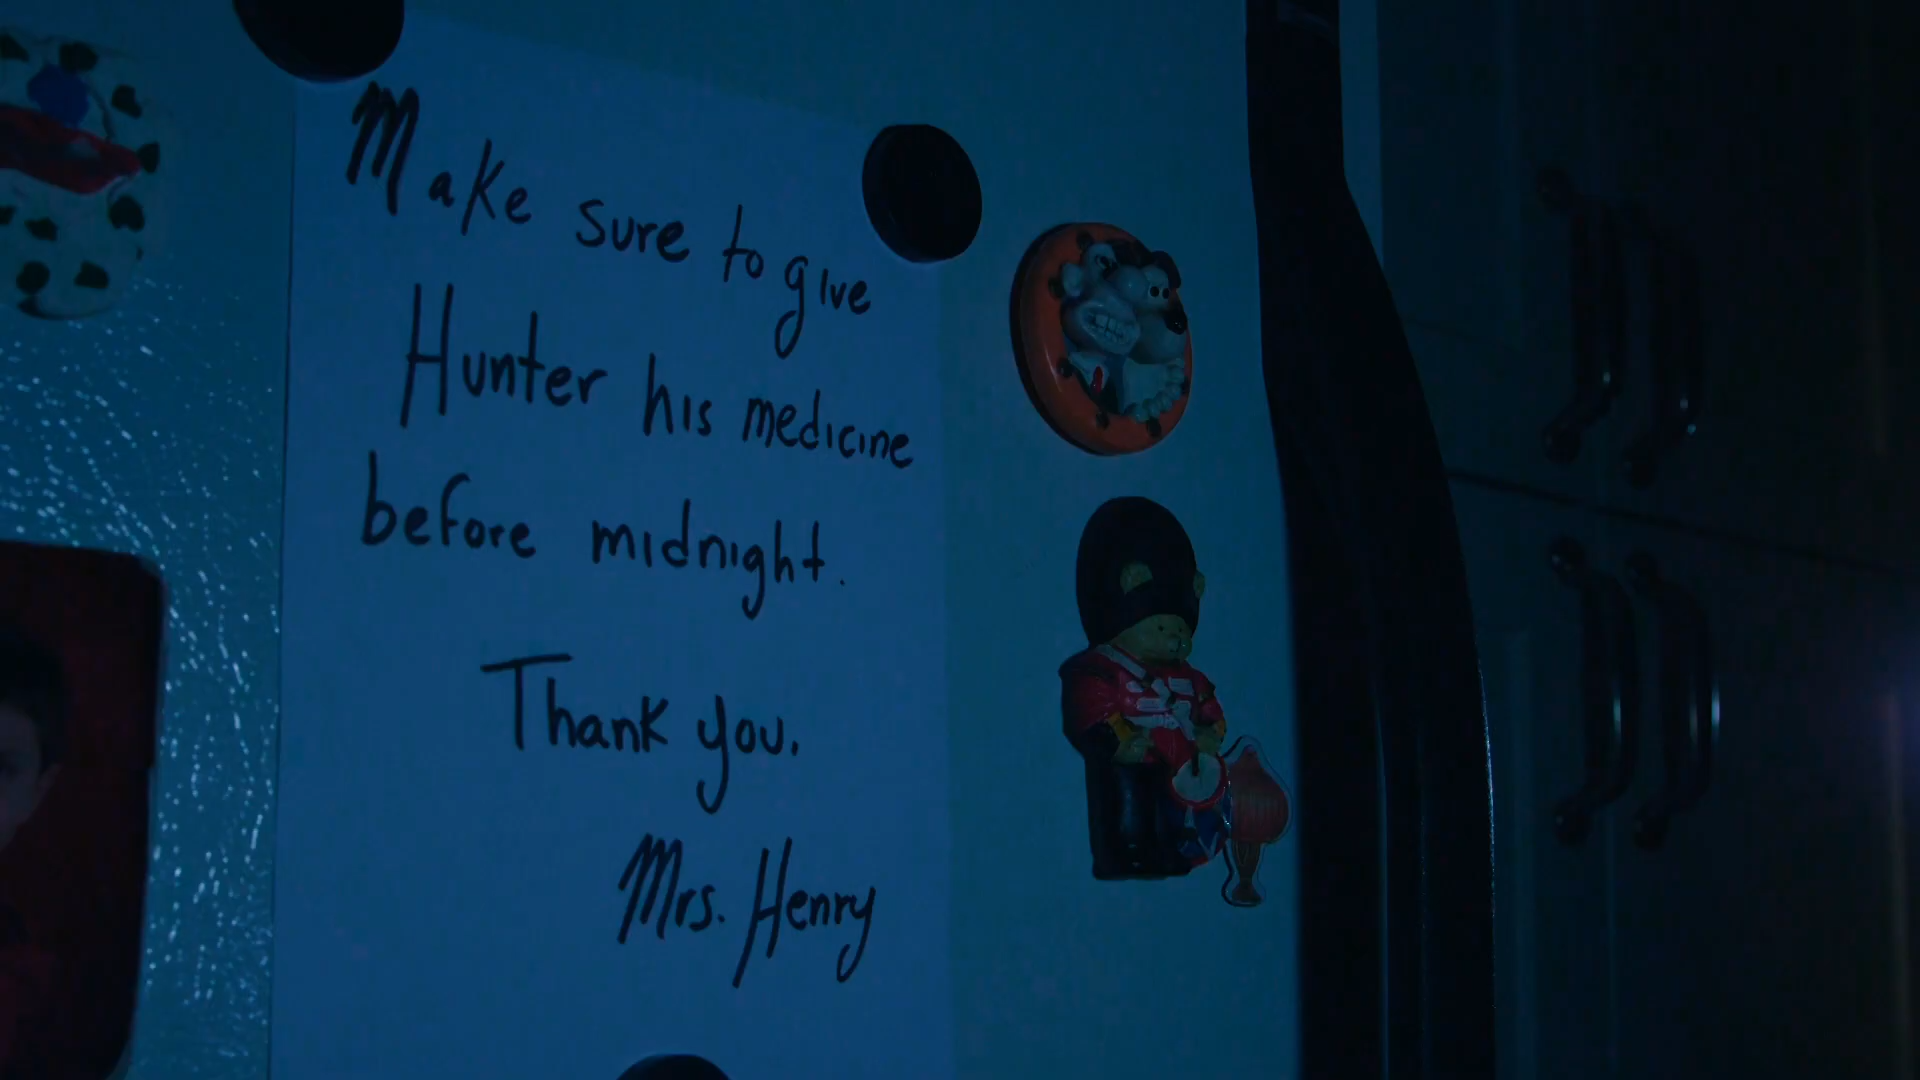 Make sure to give
Hunter his medicine
before midnight.
Thank you.
Mrs. Henry